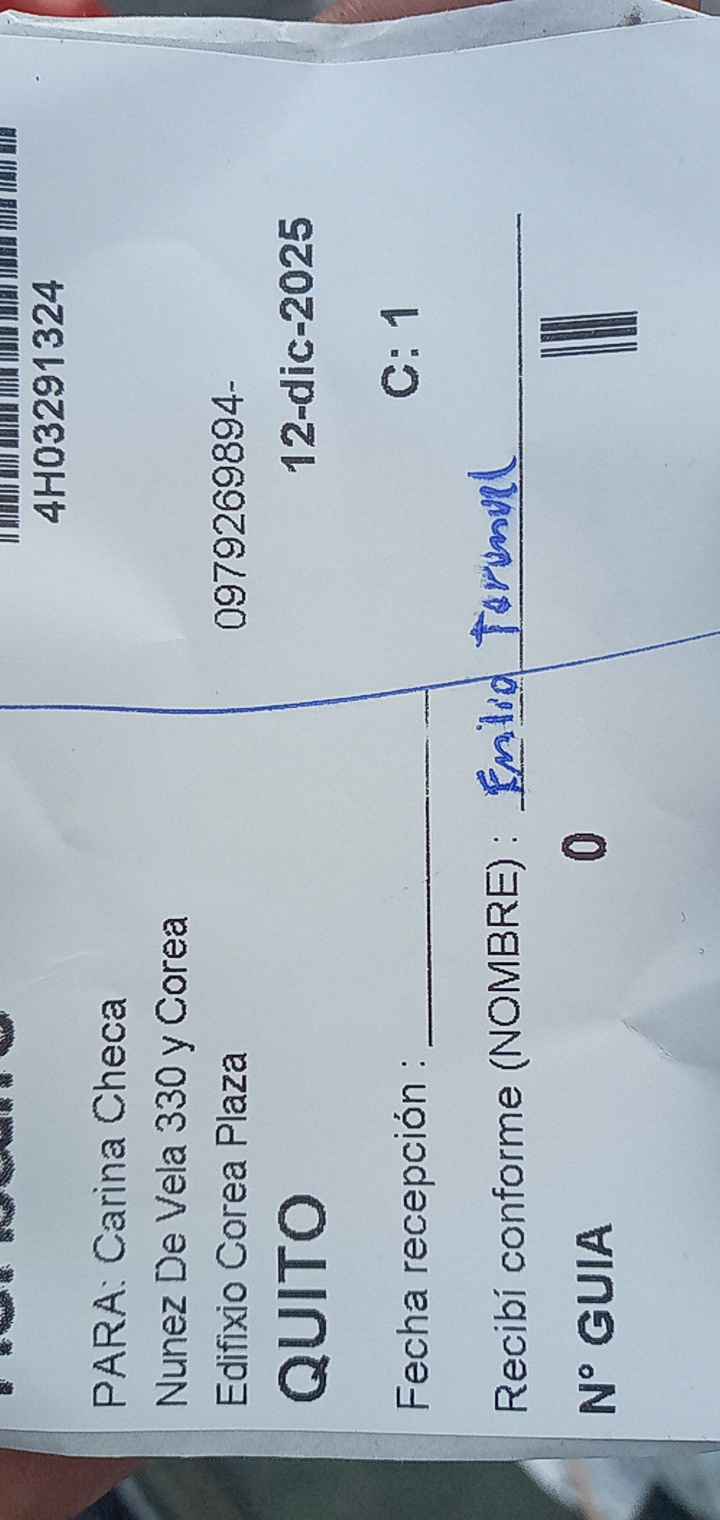 4H03291324
PARA: Carina Checa
Nunez De Vela 330 y Corea
Edifixio Corea Plaza 0979269894-
QUITO 12-dic-2025
Fecha recepción : C: 1
Recibí conforme (NOMBRE) : Emilio
N° GUIA 0